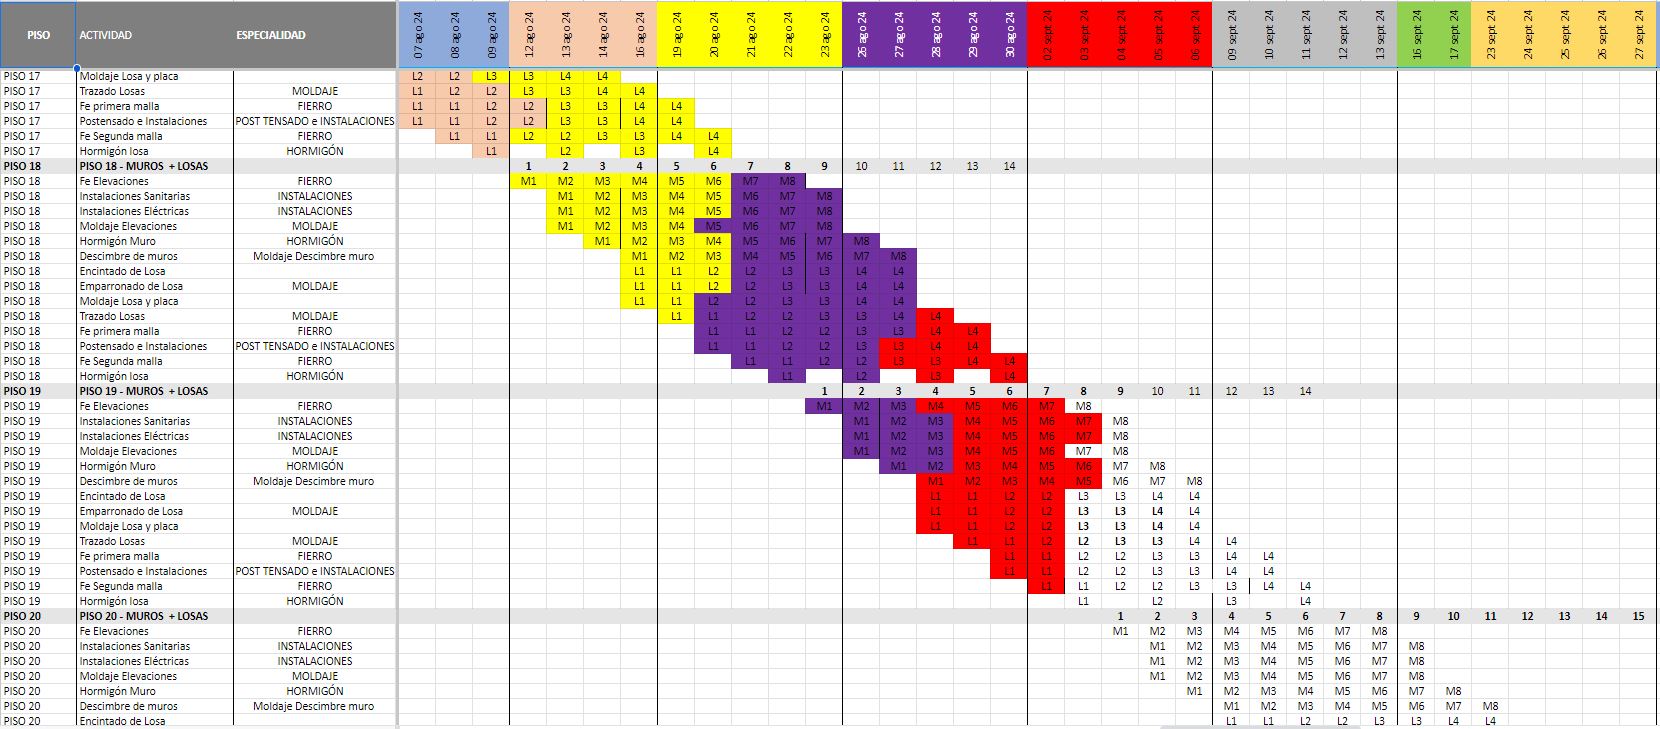 PISO ACTIVIDAD ESPECIALIDAD 07 ago 24 08 ago 24 09 ago 24 12 ago 24 13 ago 24 14 ago 24 16 ago 24 19 ago 24 20 ago 24 21 ago 24 22 ago 24 23 ago 24 26 ago 24 27 ago 24 28 ago 24 29 ago 24 30 ago 24 02 sept 24 03 sept 24 04 sept 24 05 sept 24 06 sept 24 09 sept 24 10 sept 24 11 sept 24 12 sept 24 13 sept 24 16 sept 24 17 sept 24 23 sept 24 24 sept 24 25 sept 24 26 sept 24 27 sept 24
PISO 17 Moldaje Losa y placa L2 L2 L3 L3 L4 L4
PISO 17 Trazado Losas MOLDAJE L1 L2 L2 L3 L3 L4 L4
PISO 17 Fe primera malla FIERRO L1 L1 L2 L2 L3 L3 L4 L4
PISO 17 Postensado e Instalaciones POST TENSADO e INSTALACIONES L1 L1 L2 L2 L3 L3 L4 L4
PISO 17 Fe Segunda malla FIERRO L1 L1 L2 L2 L3 L3 L4 L4
PISO 17 Hormigón losa HORMIGÓN L1 L2 L3 L4
PISO 18 PISO 18 - MUROS + LOSAS 1 2 3 4 5 6 7 8 9 10 11 12 13 14
PISO 18 Fe Elevaciones FIERRO M1 M2 M3 M4 M5 M6 M7 M8
PISO 18 Instalaciones Sanitarias INSTALACIONES M1 M2 M3 M4 M5 M6 M7 M8
PISO 18 Instalaciones Eléctricas INSTALACIONES M1 M2 M3 M4 M5 M6 M7 M8
PISO 18 Moldaje Elevaciones MOLDAJE M1 M2 M3 M4 M5 M6 M7 M8
PISO 18 Hormigón Muro HORMIGÓN M1 M2 M3 M4 M5 M6 M7 M8
PISO 18 Descimbre de muros Moldaje Descimbre muro M1 M2 M3 M4 M5 M6 M7 M8
PISO 18 Encintado de Losa L1 L1 L2 L2 L3 L3 L4 L4
PISO 18 Emparronado de Losa MOLDAJE L1 L1 L2 L2 L3 L3 L4 L4
PISO 18 Moldaje Losa y placa L1 L1 L2 L2 L3 L3 L4 L4
PISO 18 Trazado Losas MOLDAJE L1 L1 L2 L2 L3 L3 L4 L4
PISO 18 Fe primera malla FIERRO L1 L1 L2 L2 L3 L3 L4 L4
PISO 18 Postensado e Instalaciones POST TENSADO e INSTALACIONES L1 L1 L2 L2 L3 L3 L4 L4
PISO 18 Fe Segunda malla FIERRO L1 L1 L2 L2 L3 L3 L4 L4
PISO 18 Hormigón losa HORMIGÓN L1 L2 L3 L4
PISO 19 PISO 19 - MUROS + LOSAS 1 2 3 4 5 6 7 8 9 10 11 12 13 14
PISO 19 Fe Elevaciones FIERRO M1 M2 M3 M4 M5 M6 M7 M8
PISO 19 Instalaciones Sanitarias INSTALACIONES M1 M2 M3 M4 M5 M6 M7 M8
PISO 19 Instalaciones Eléctricas INSTALACIONES M1 M2 M3 M4 M5 M6 M7 M8
PISO 19 Moldaje Elevaciones MOLDAJE M1 M2 M3 M4 M5 M6 M7 M8
PISO 19 Hormigón Muro HORMIGÓN M1 M2 M3 M4 M5 M6 M7 M8
PISO 19 Descimbre de muros Moldaje Descimbre muro M1 M2 M3 M4 M5 M6 M7 M8
PISO 19 Encintado de Losa L1 L1 L2 L2 L3 L3 L4 L4
PISO 19 Emparronado de Losa MOLDAJE L1 L1 L2 L2 L3 L3 L4 L4
PISO 19 Moldaje Losa y placa L1 L1 L2 L2 L3 L3 L4 L4
PISO 19 Trazado Losas MOLDAJE L1 L1 L2 L2 L3 L3 L4 L4
PISO 19 Fe primera malla FIERRO L1 L1 L2 L2 L3 L3 L4 L4
PISO 19 Postensado e Instalaciones POST TENSADO e INSTALACIONES L1 L1 L2 L2 L3 L3 L4 L4
PISO 19 Fe Segunda malla FIERRO L1 L1 L2 L2 L3 L3 L4 L4
PISO 19 Hormigón losa HORMIGÓN L1 L2 L3 L4
PISO 20 PISO 20 - MUROS + LOSAS 1 2 3 4 5 6 7 8 9 10 11 12 13 14 15
PISO 20 Fe Elevaciones FIERRO M1 M2 M3 M4 M5 M6 M7 M8
PISO 20 Instalaciones Sanitarias INSTALACIONES M1 M2 M3 M4 M5 M6 M7 M8
PISO 20 Instalaciones Eléctricas INSTALACIONES M1 M2 M3 M4 M5 M6 M7 M8
PISO 20 Moldaje Elevaciones MOLDAJE M1 M2 M3 M4 M5 M6 M7 M8
PISO 20 Hormigón Muro HORMIGÓN M1 M2 M3 M4 M5 M6 M7 M8
PISO 20 Descimbre de muros Moldaje Descimbre muro M1 M2 M3 M4 M5 M6 M7 M8
PISO 20 Encintado de Losa L1 L1 L2 L2 L3 L3 L4 L4